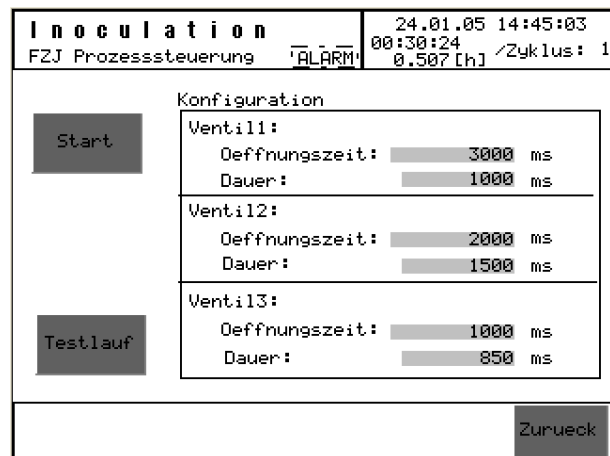 Inoculation
FZJ Prozesssteuerung 'ALARM'
24.01.05 14:45:03
00:30:24
0.507[h] /Zyklus: 1
Konfiguration
Start
Ventil1:
Oeffnungszeit: 3000 ms
Dauer: 1000 ms
Ventil2:
Oeffnungszeit: 2000 ms
Dauer: 1500 ms
Ventil3:
Oeffnungszeit: 1000 ms
Testlauf
Dauer: 850 ms
Zurueck